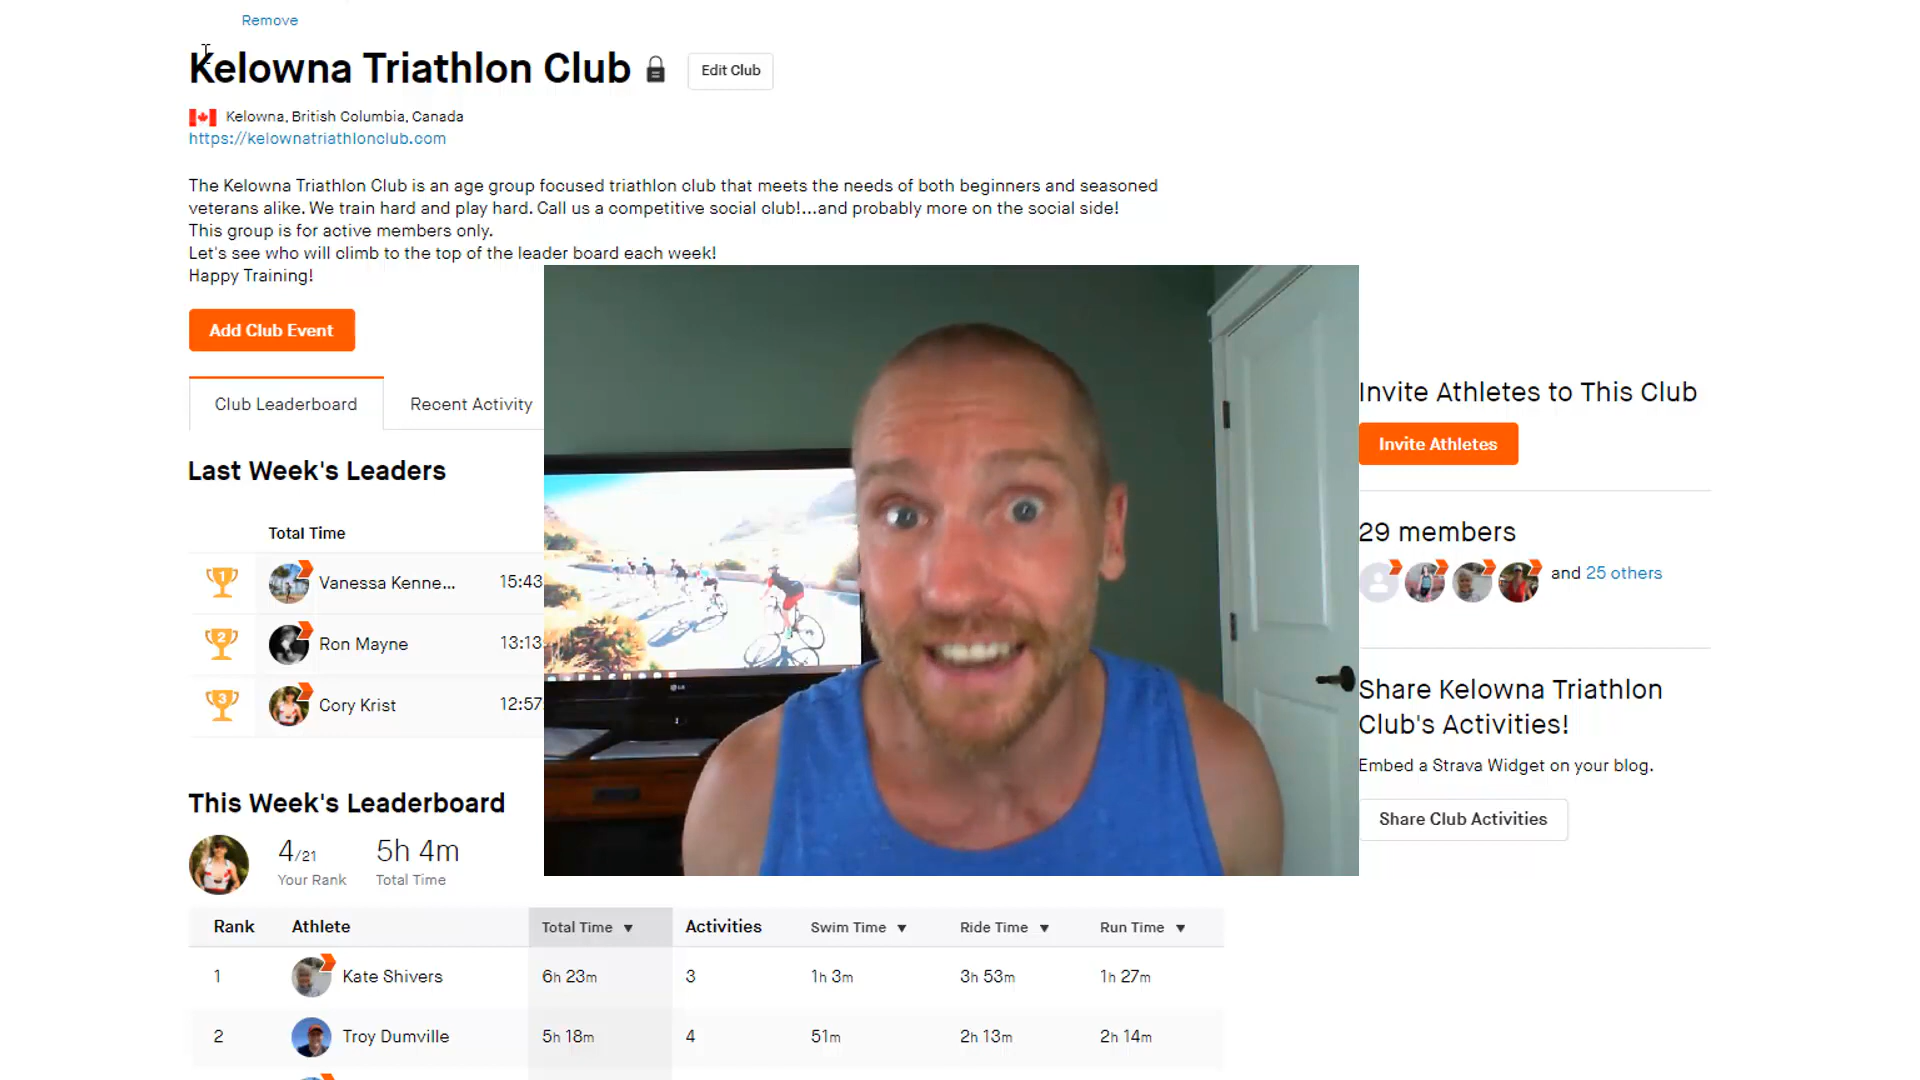 Remove
Kelowna Triathlon Club
Edit Club
Kelowna, British Columbia, Canada
https://kelownatriathlonclub.com
The Kelowna Triathlon Club is an age group focused triathlon club that meets the needs of both beginners and seasoned
veterans alike. We train hard and play hard. Call us a competitive social club!...and probably more on the social side!
This group is for active members only.
Let's see who will climb to the top of the leader board each week!
Happy Training!
Add Club Event
Club Leaderboard
Recent Activity
Last Week's Leaders
Total Time
1 Vanessa Kenne... 15:43
2 Ron Mayne 13:13
3 Cory Krist 12:57
This Week's Leaderboard
4/21 5h 4m
Your Rank Total Time
Rank Athlete Total Time ▼ Activities Swim Time ▼ Ride Time ▼ Run Time ▼
1 Kate Shivers 6h 23m 3 1h 3m 3h 53m 1h 27m
2 Troy Dumville 5h 18m 4 51m 2h 13m 2h 14m
LG
Invite Athletes to This Club
Invite Athletes
29 members
and 25 others
Share Kelowna Triathlon
Club's Activities!
Embed a Strava Widget on your blog.
Share Club Activities